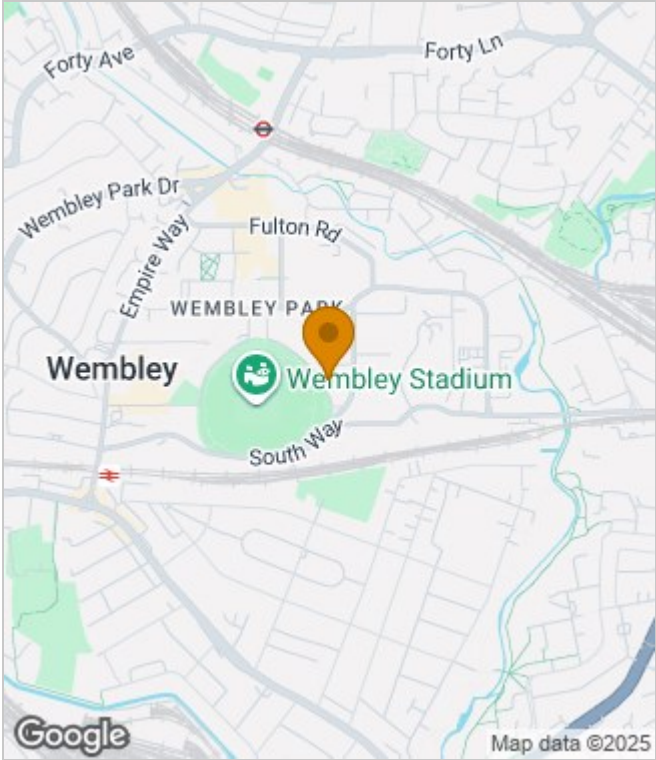 Forty Ave
Forty Ln
Wembley Park Dr
Empire Way
Fulton Rd
WEMBLEY PARK
Wembley
Wembley Stadium
South Way
Google
Map data ©2025